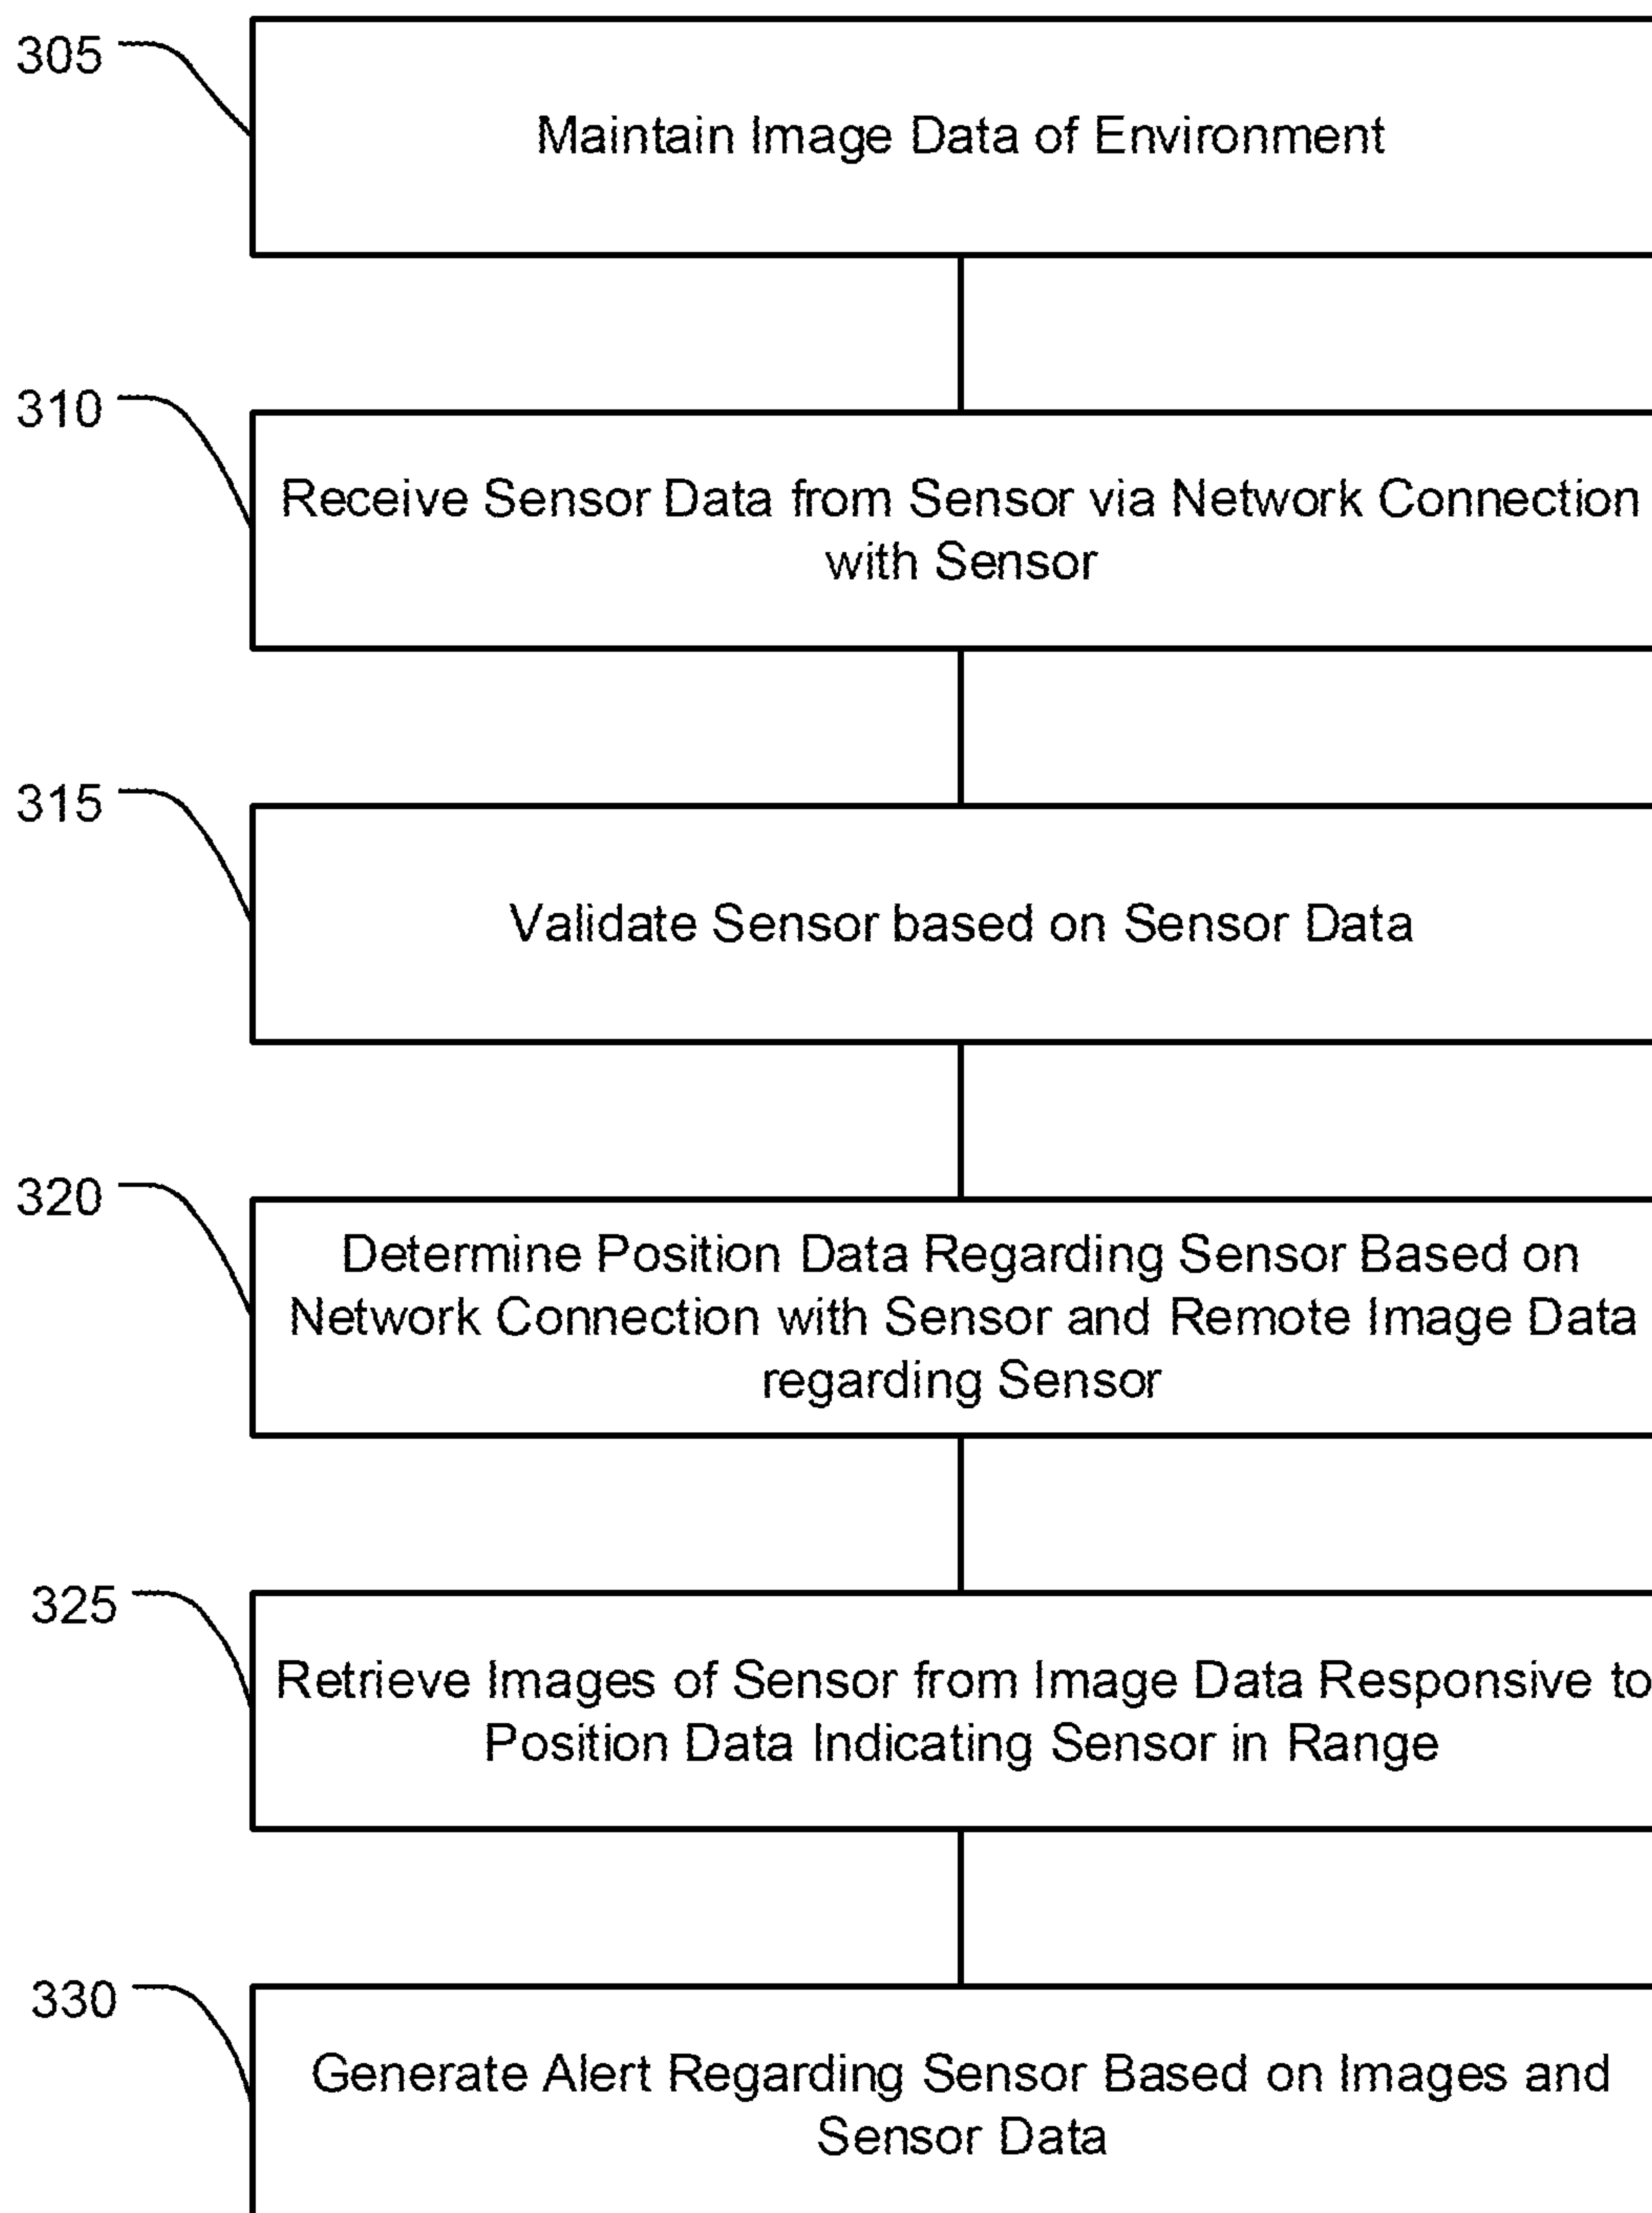 305
Maintain Image Data of Environment
310
Receive Sensor Data from Sensor via Network Connection
with Sensor
315
Validate Sensor based on Sensor Data
320
Determine Position Data Regarding Sensor Based on
Network Connection with Sensor and Remote Image Data
regarding Sensor
325
Retrieve Images of Sensor from Image Data Responsive to
Position Data Indicating Sensor in Range
330
Generate Alert Regarding Sensor Based on Images and
Sensor Data